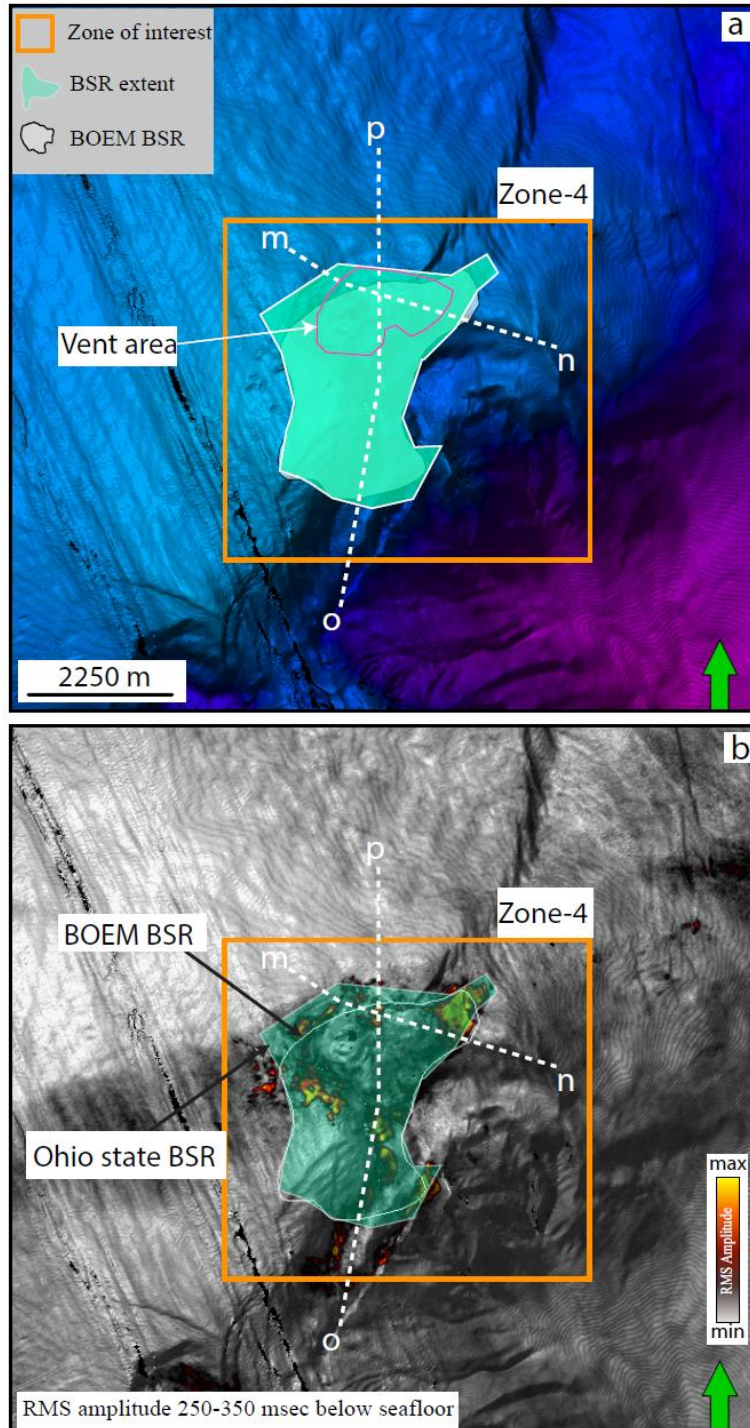 a
Zone of interest
BSR extent
BOEM BSR
p
Zone-4
m
Vent area
n
o
2250 m
b
p
Zone-4
BOEM BSR
m
n
Ohio state BSR
max
RMS Amplitude
min
o
RMS amplitude 250-350 msec below seafloor